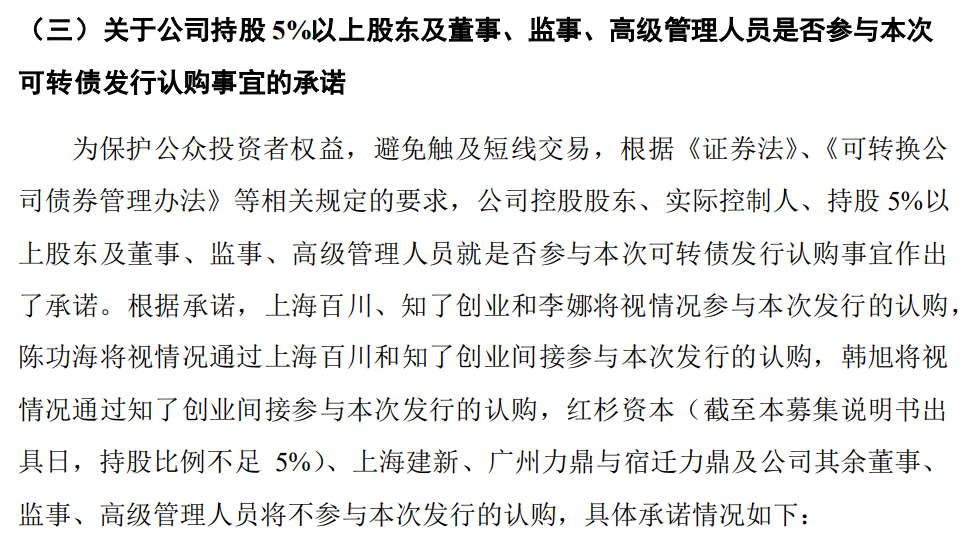 （三）关于公司持股 5%以上股东及董事、监事、高级管理人员是否参与本次
可转债发行认购事宜的承诺
为保护公众投资者权益，避免触及短线交易，根据《证券法》、《可转换公
司债券管理办法》等相关规定的要求，公司控股股东、实际控制人、持股 5%以
上股东及董事、监事、高级管理人员就是否参与本次可转债发行认购事宜作出
了承诺。根据承诺，上海百川、知了创业和李娜将视情况参与本次发行的认购，
陈功海将视情况通过上海百川和知了创业间接参与本次发行的认购，韩旭将视
情况通过知了创业间接参与本次发行的认购，红杉资本（截至本募集说明书出
具日，持股比例不足 5%）、上海建新、广州力鼎与宿迁力鼎及公司其余董事、
监事、高级管理人员将不参与本次发行的认购，具体承诺情况如下：